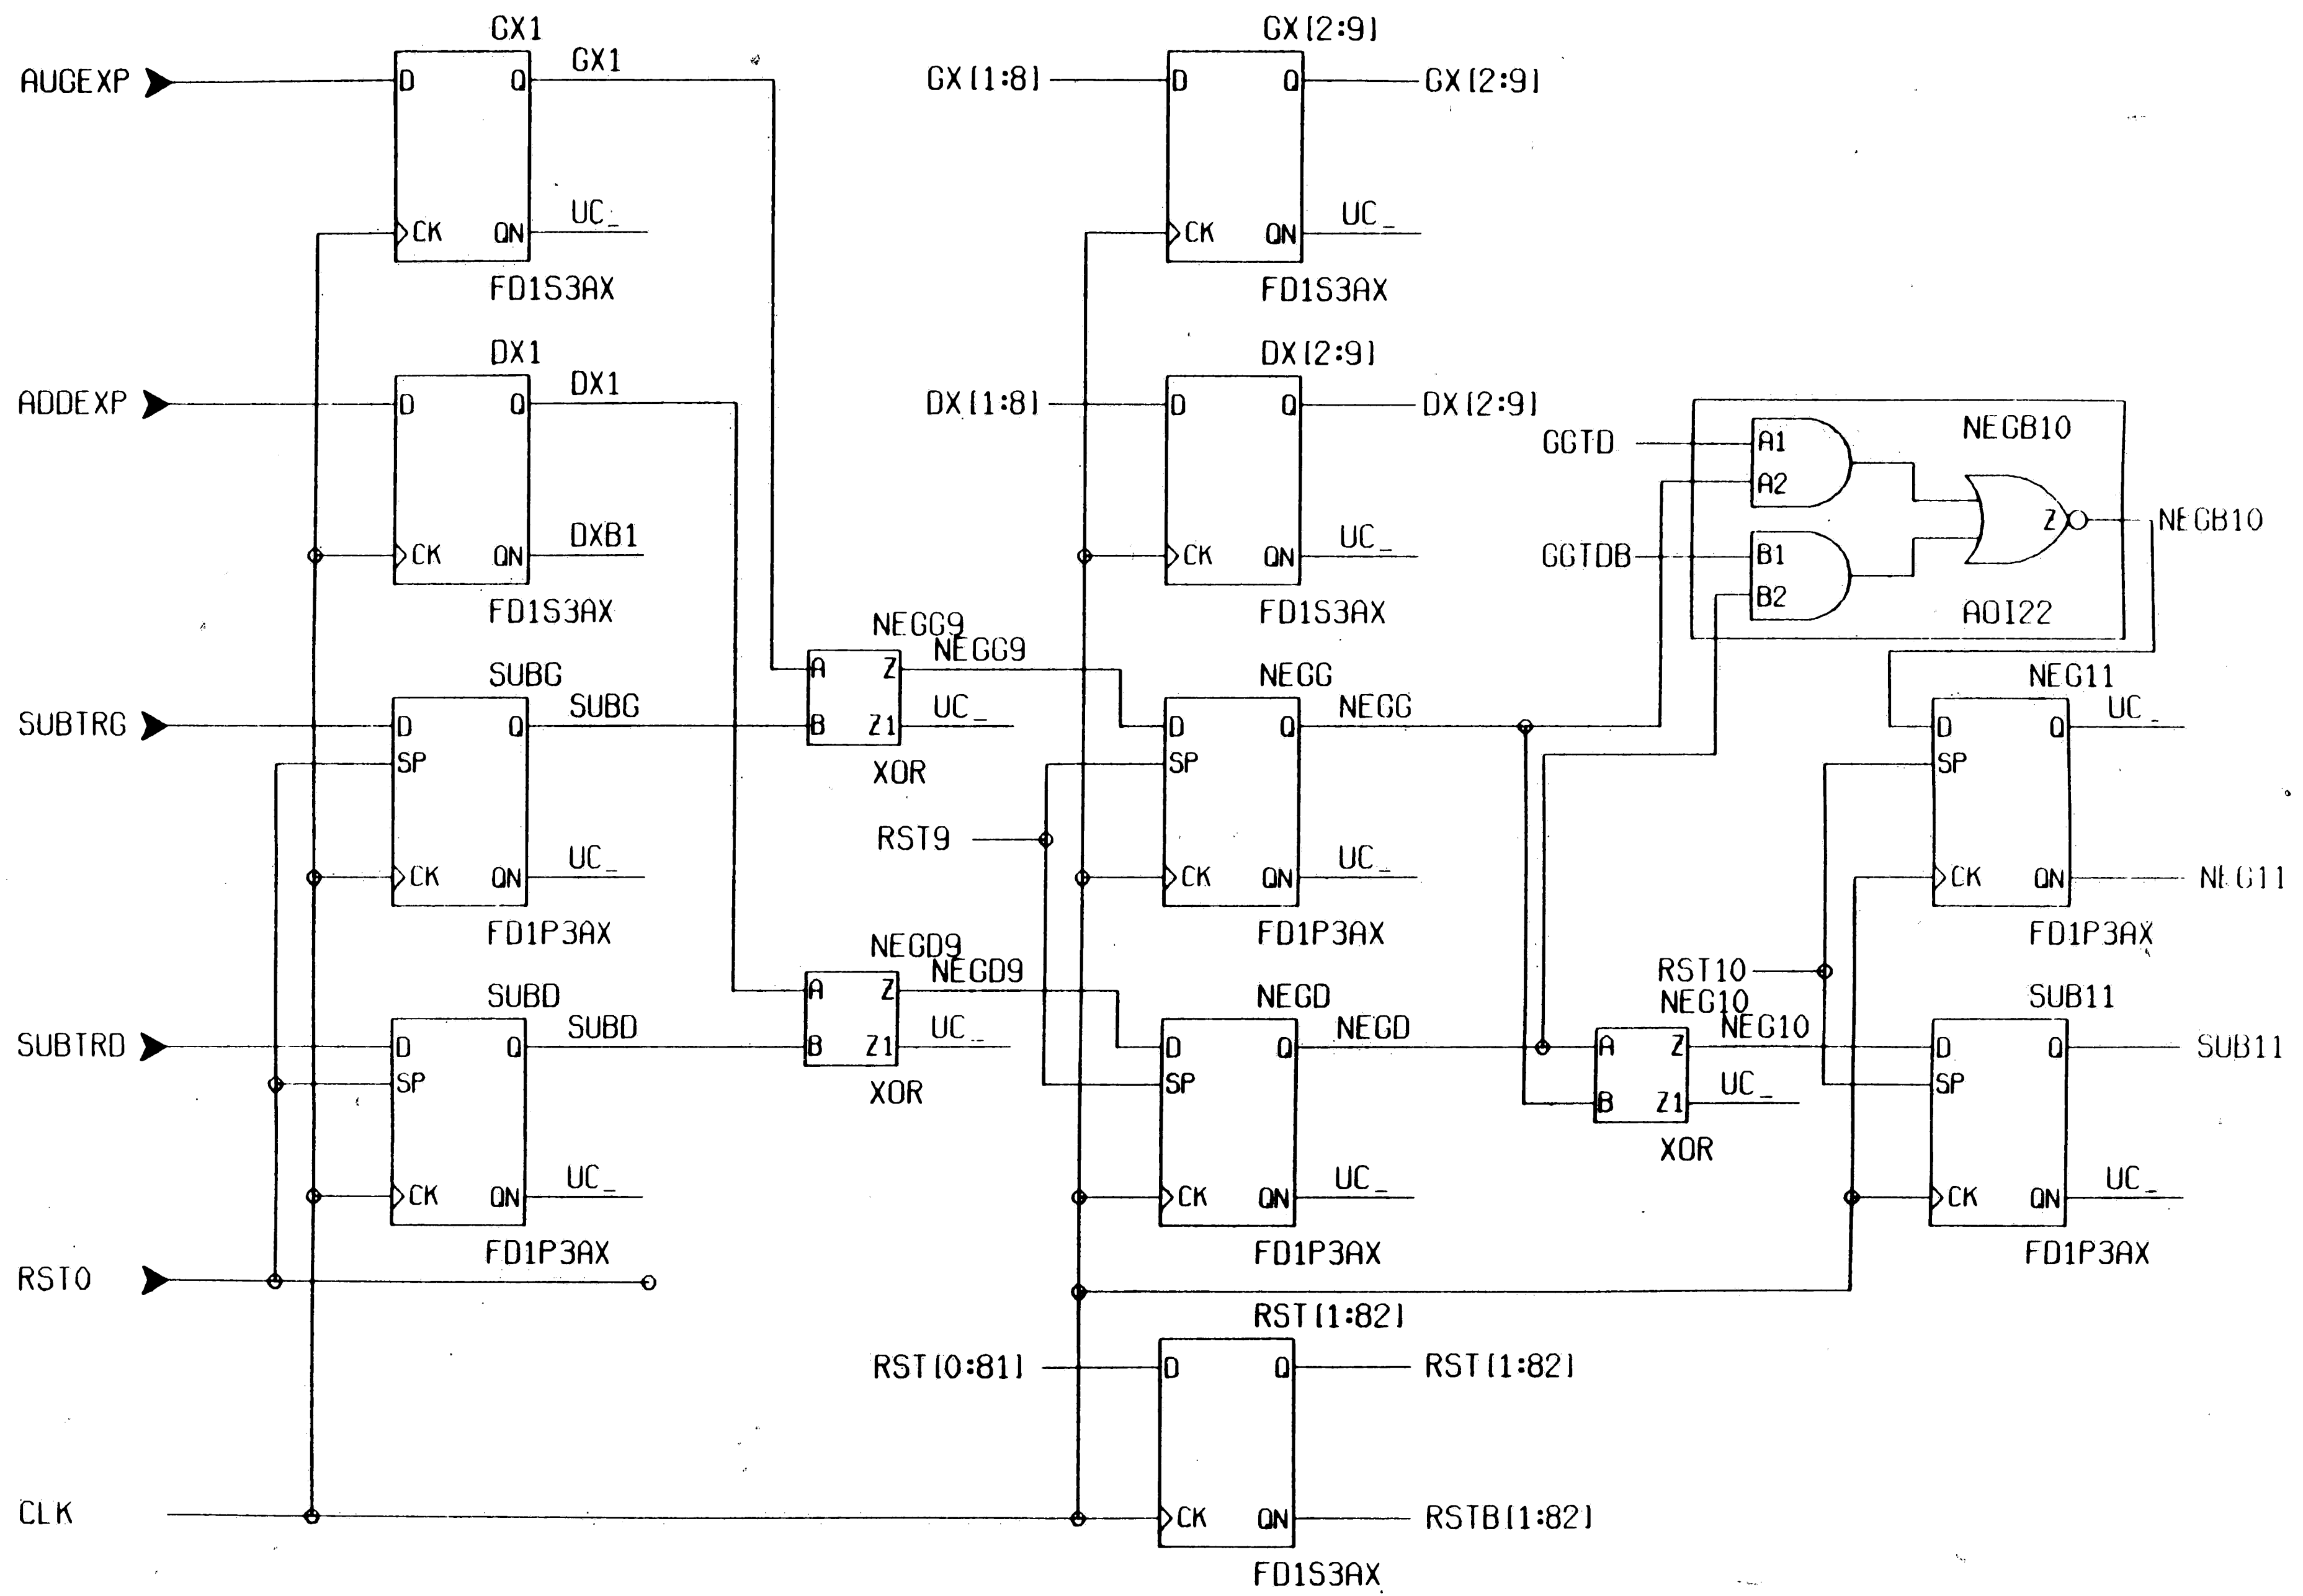 GX1
GX[2:9]
AUGEXP
D
Q
GX1
GX[1:8]
D
Q
GX[2:9]
CK
QN
UC_
CK
QN
UC_
FD1S3AX
FD1S3AX
DX1
DX[2:9]
ADDEXP
D
Q
DX1
DX[1:8]
D
Q
DX[2:9]
GGTD
A1
A2
NEGB10
Z
NEGB10
GGTDB
B1
B2
AOI22
CK
QN
DXB1
CK
QN
UC_
FD1S3AX
FD1S3AX
NEGG9
NEGG9
A
Z
B
Z1
UC_
XOR
SUBG
NEGG
NEG11
SUBTRG
D
Q
SUBG
SP
D
Q
NEGG
SP
D
Q
UC_
SP
RST9
CK
QN
UC_
CK
QN
UC_
CK
QN
NEG11
FD1P3AX
FD1P3AX
FD1P3AX
NEGD9
NEGD9
A
Z
B
Z1
UC_
XOR
RST10
SUBD
NEGD
NEG10
NEG10
SUB11
SUBTRD
D
Q
SUBD
SP
D
Q
NEGD
SP
A
Z
B
Z1
UC_
XOR
D
Q
SUB11
SP
CK
QN
UC_
CK
QN
UC_
CK
QN
UC_
FD1P3AX
FD1P3AX
FD1P3AX
RST0
RST[1:82]
RST[0:81]
D
Q
RST[1:82]
CLK
CK
QN
RSTB[1:82]
FD1S3AX